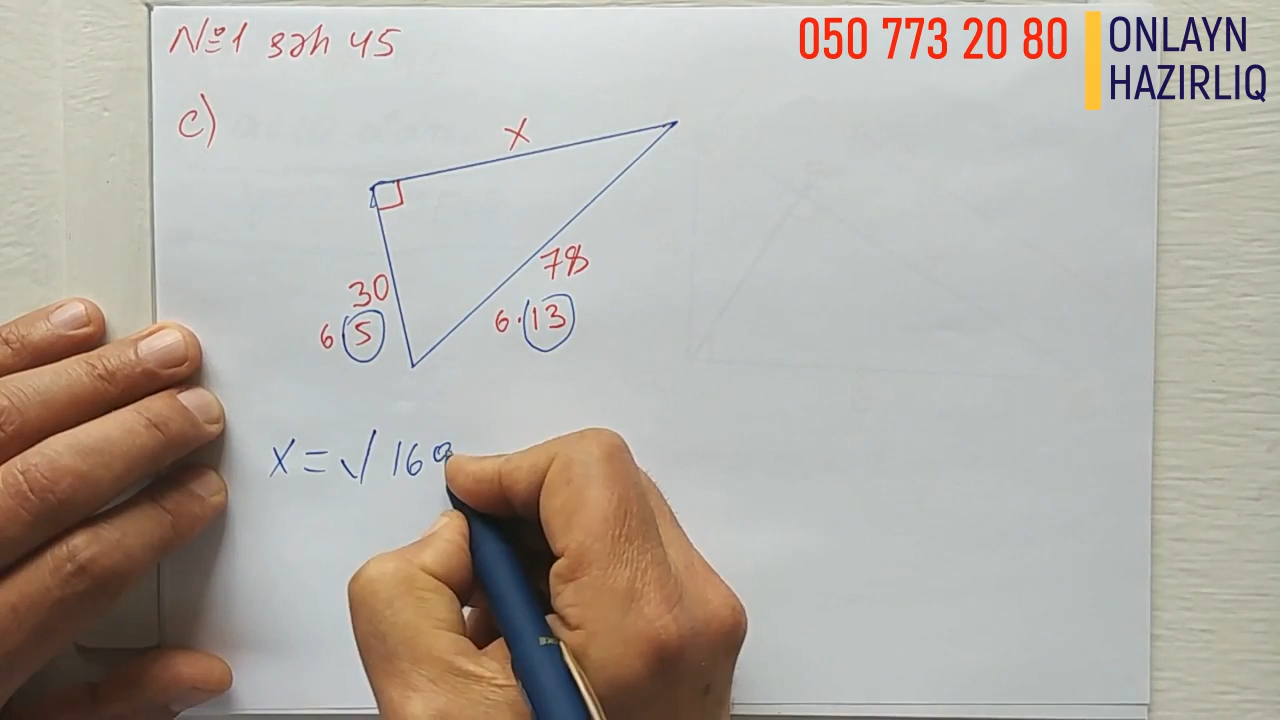 050 773 20 80
ONLAYN
HAZIRLIQ
№1 səh 45
c)
x
30
78
6·5
6·13
x=√169